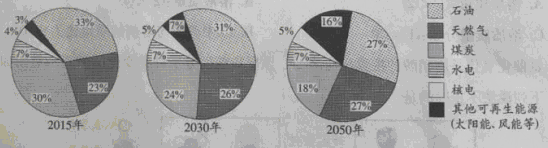 33%
23%
30%
7%
4%
3%
2015年
31%
26%
24%
7%
5%
7%
2030年
27%
27%
18%
7%
5%
16%
2050年
石油
天然气
煤炭
水电
核电
其他可再生能源
(太阳能、风能等)